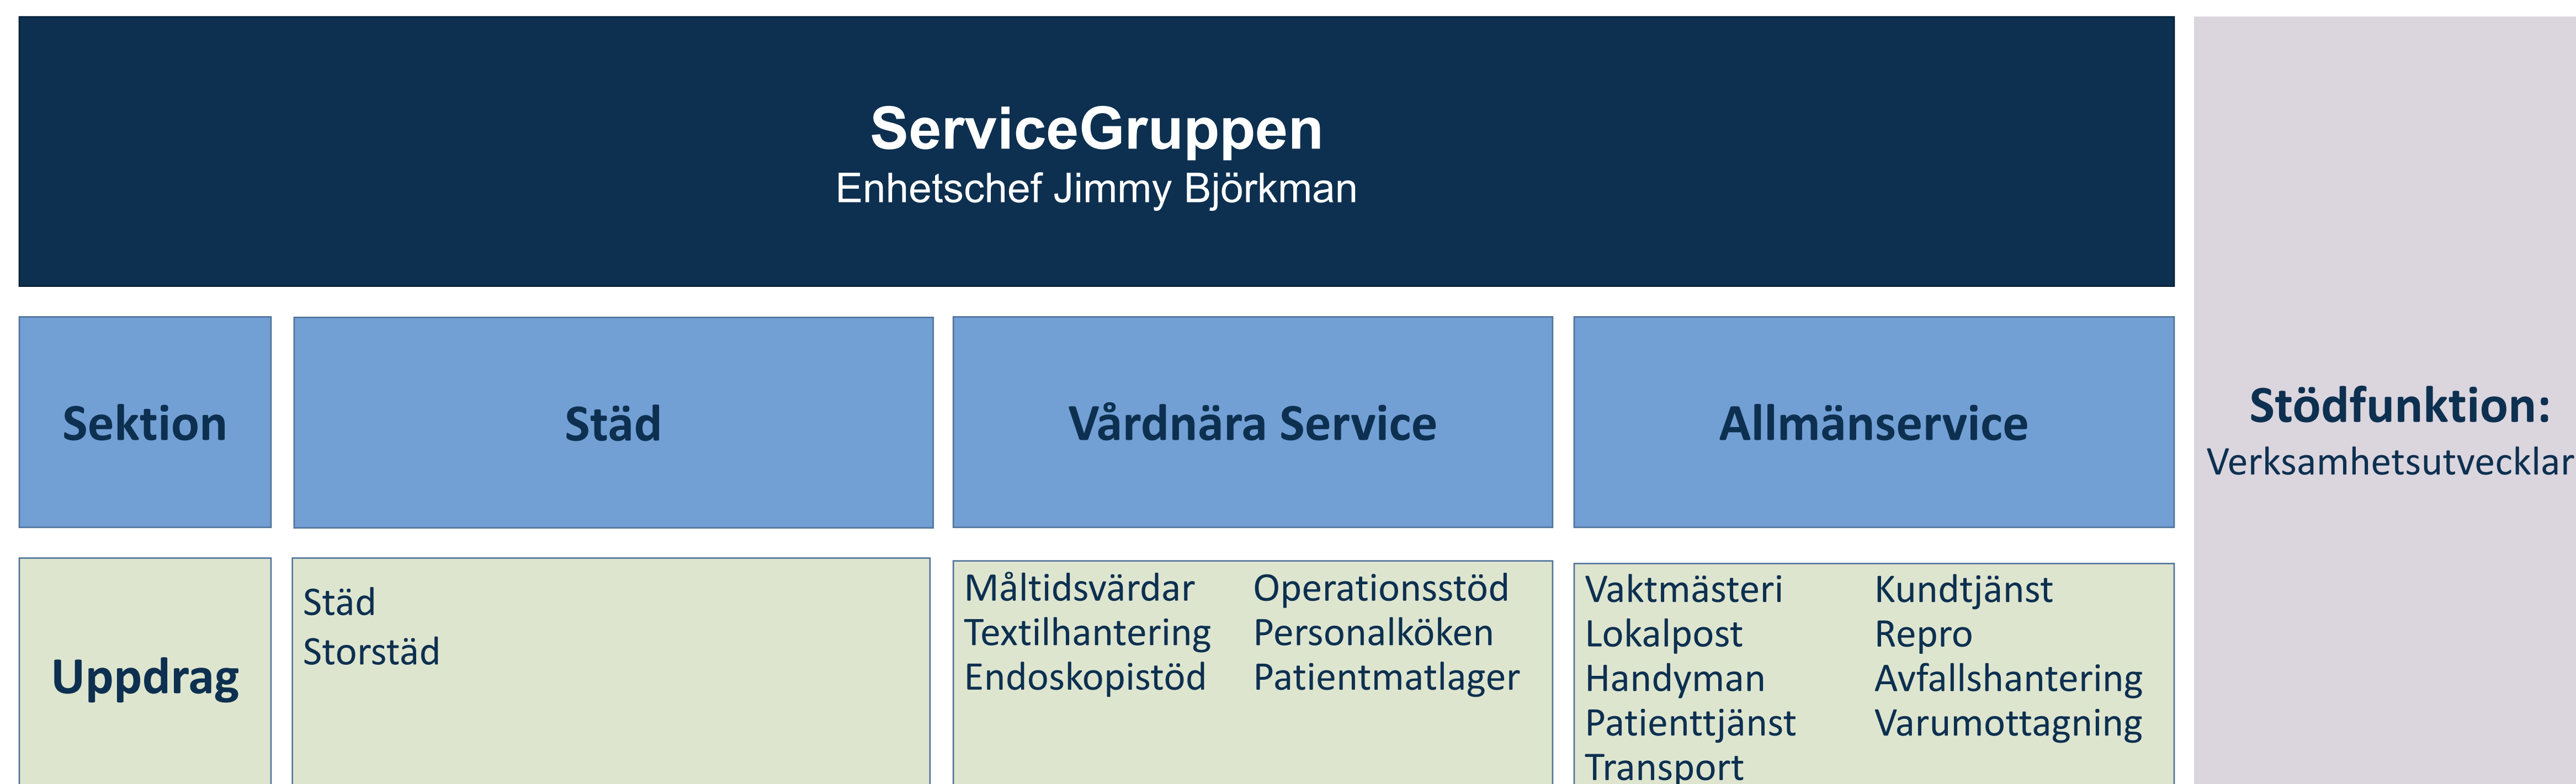 ServiceGruppen
Enhetschef Jimmy Björkman
Sektion
Städ
Vårdnära Service
Allmänservice
Stödfunktion:
Verksamhetsutvecklar
Uppdrag
Städ
Storstäd
Måltidsvärdar
Textilhantering
Endoskopistöd
Operationsstöd
Personalköken
Patientmatlager
Vaktmästeri
Lokalpost
Handyman
Patienttjänst
Transport
Kundtjänst
Repro
Avfallshantering
Varumottagning